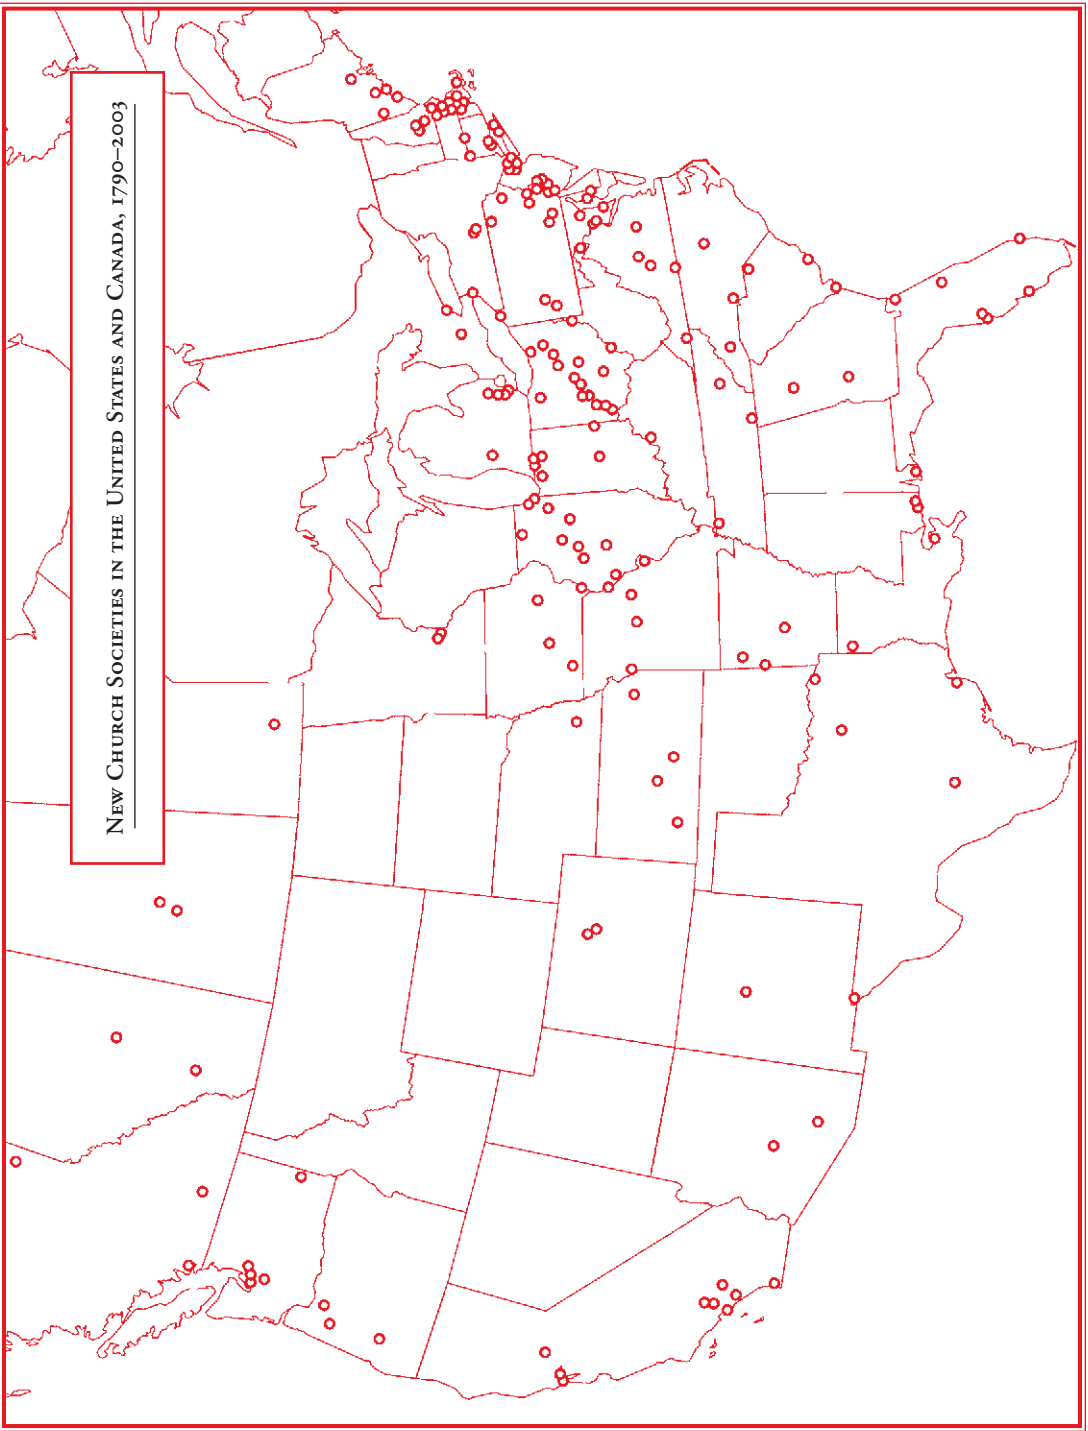 New Church Societies in the United States and Canada, 1790–2003